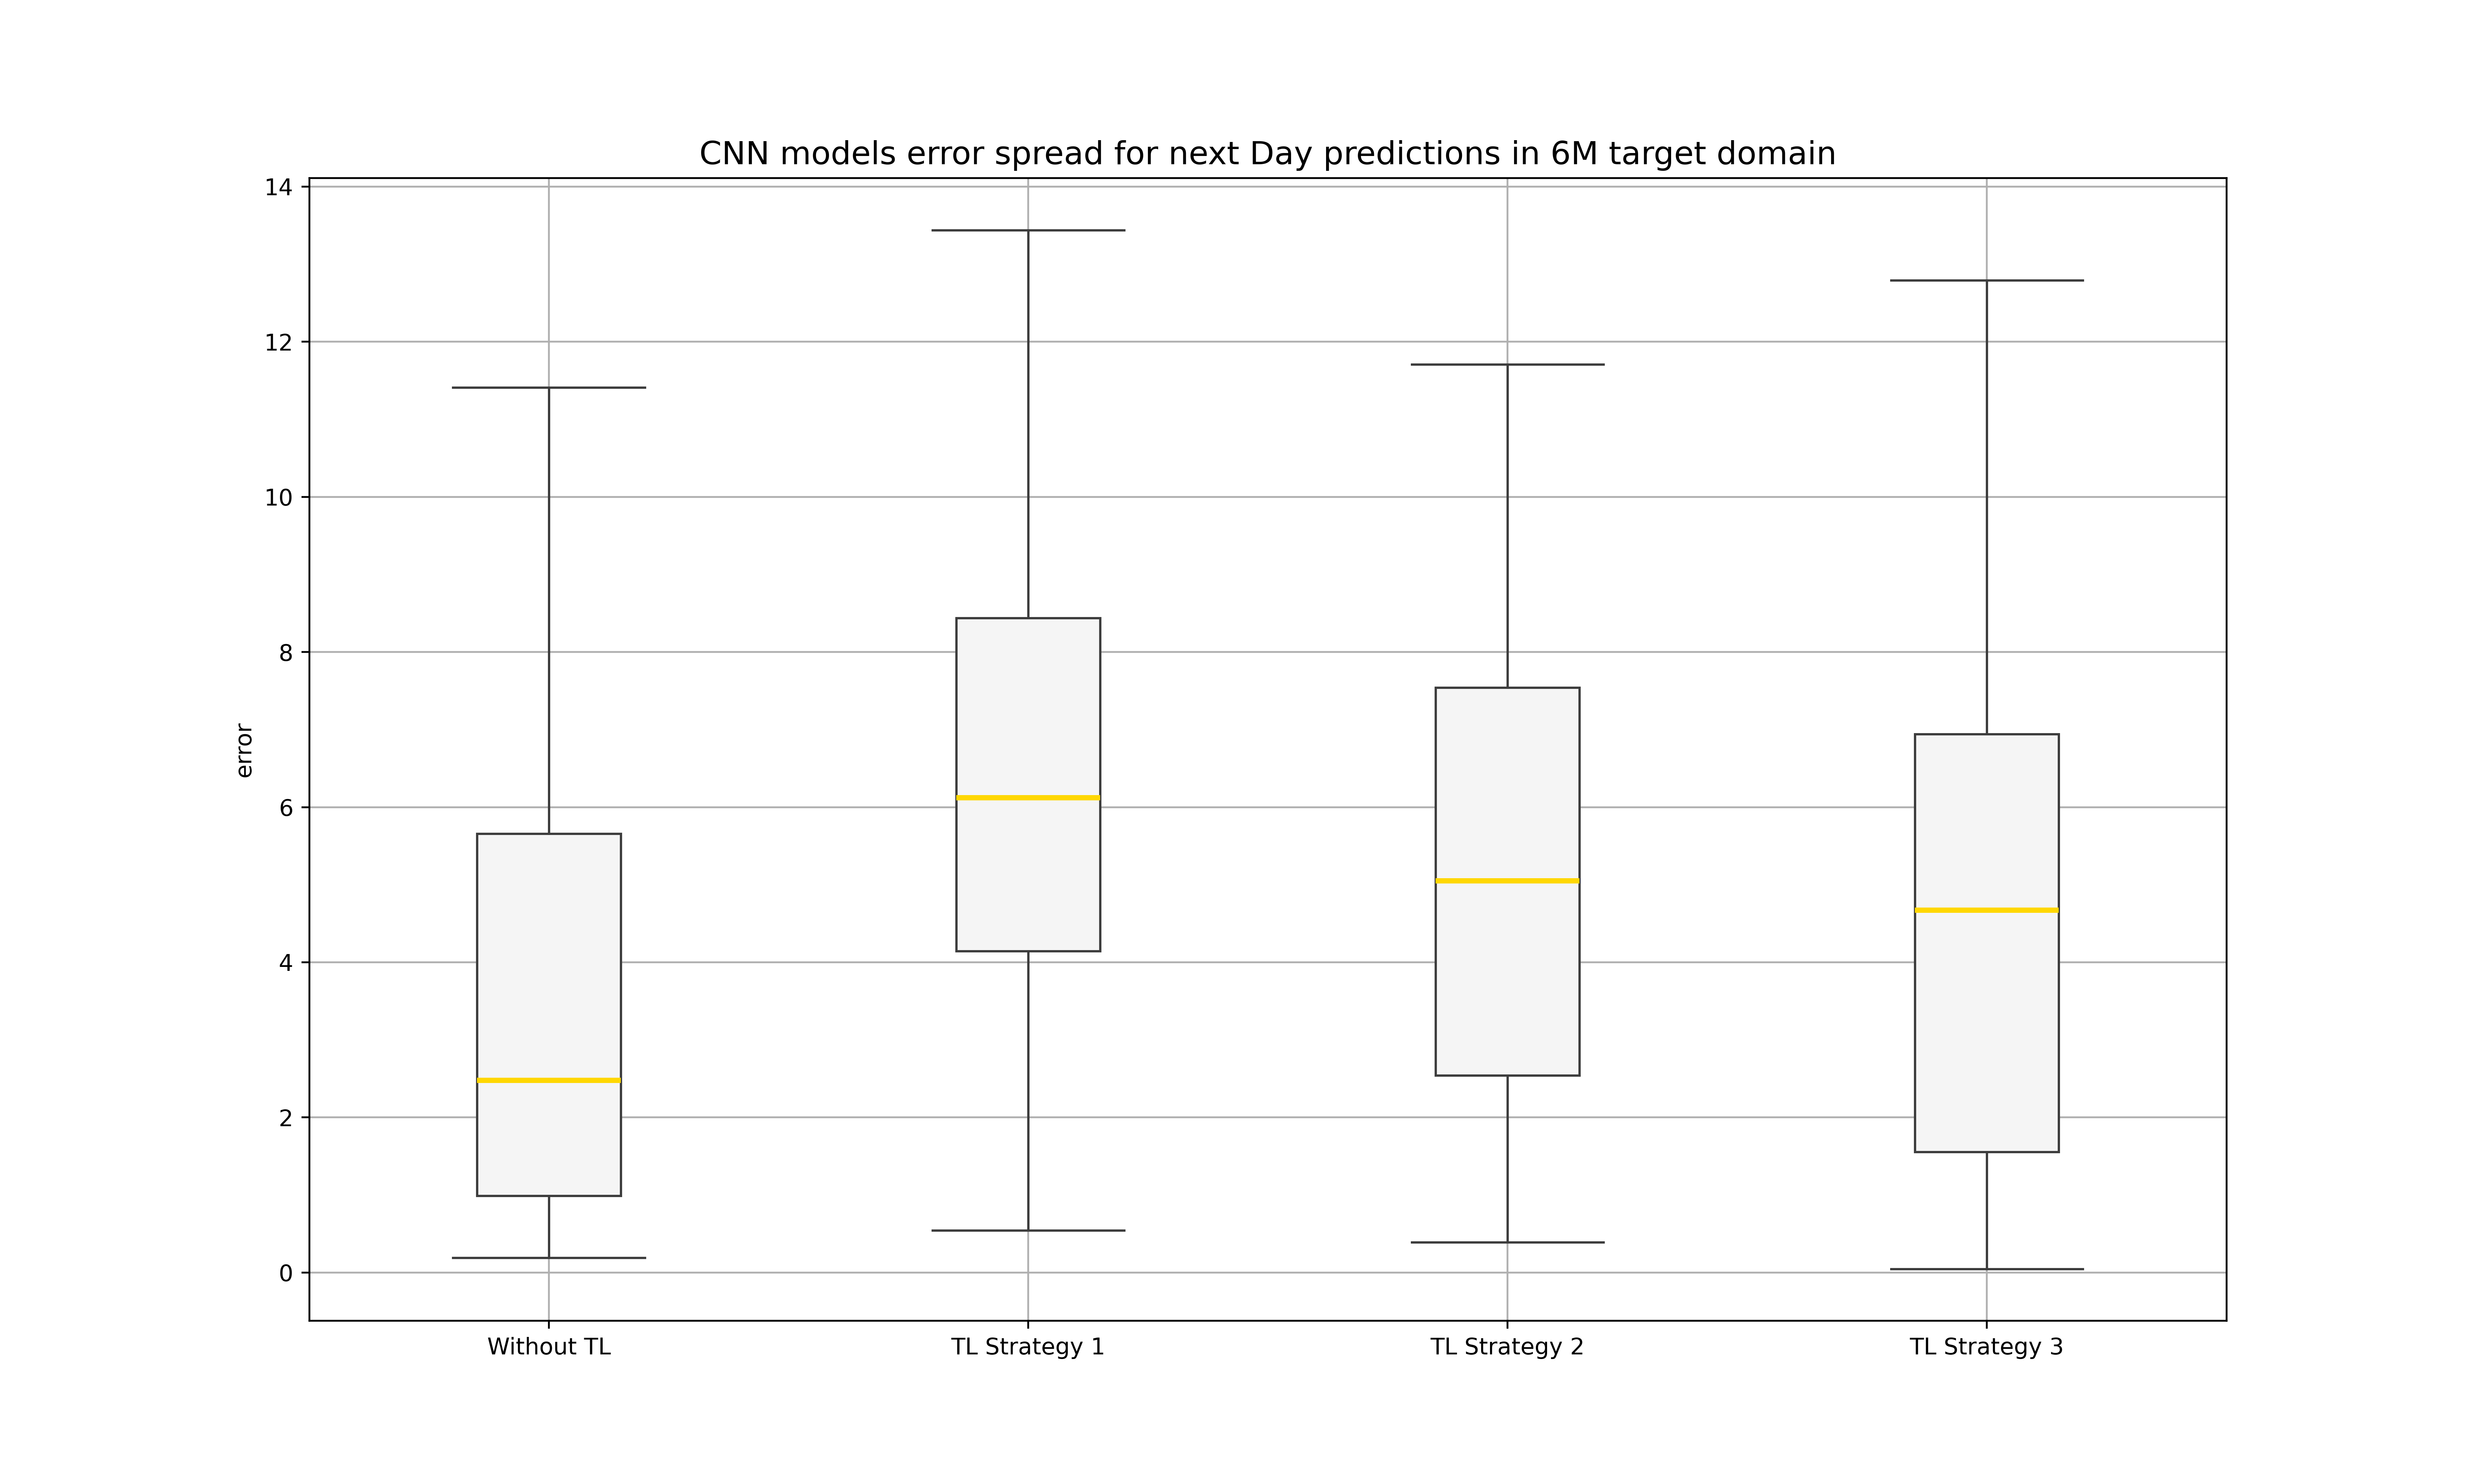 CNN models error spread for next Day predictions in 6M target domain
14
12
10
8
6
4
2
0
error
Without TL
TL Strategy 1
TL Strategy 2
TL Strategy 3